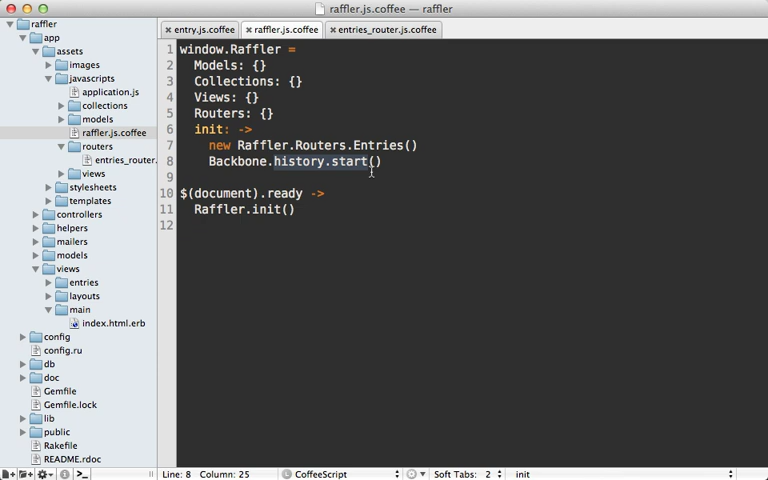 raffler.js.coffee — raffler
raffler
app
assets
images
javascripts
application.js
collections
models
raffler.js.coffee
routers
entries_router.
views
stylesheets
templates
controllers
helpers
mailers
models
views
entries
layouts
main
index.html.erb
config
config.ru
db
doc
Gemfile
Gemfile.lock
lib
public
Rakefile
README.rdoc
entry.js.coffee
raffler.js.coffee
entries_router.js.coffee
1 window.Raffler =
2 Models: {}
3 Collections: {}
4 Views: {}
5 Routers: {}
6 init: ->
7 new Raffler.Routers.Entries()
8 Backbone.history.start()
9
10 $(document).ready ->
11 Raffler.init()
12
Line: 8 Column: 25 CoffeeScript Soft Tabs: 2 init